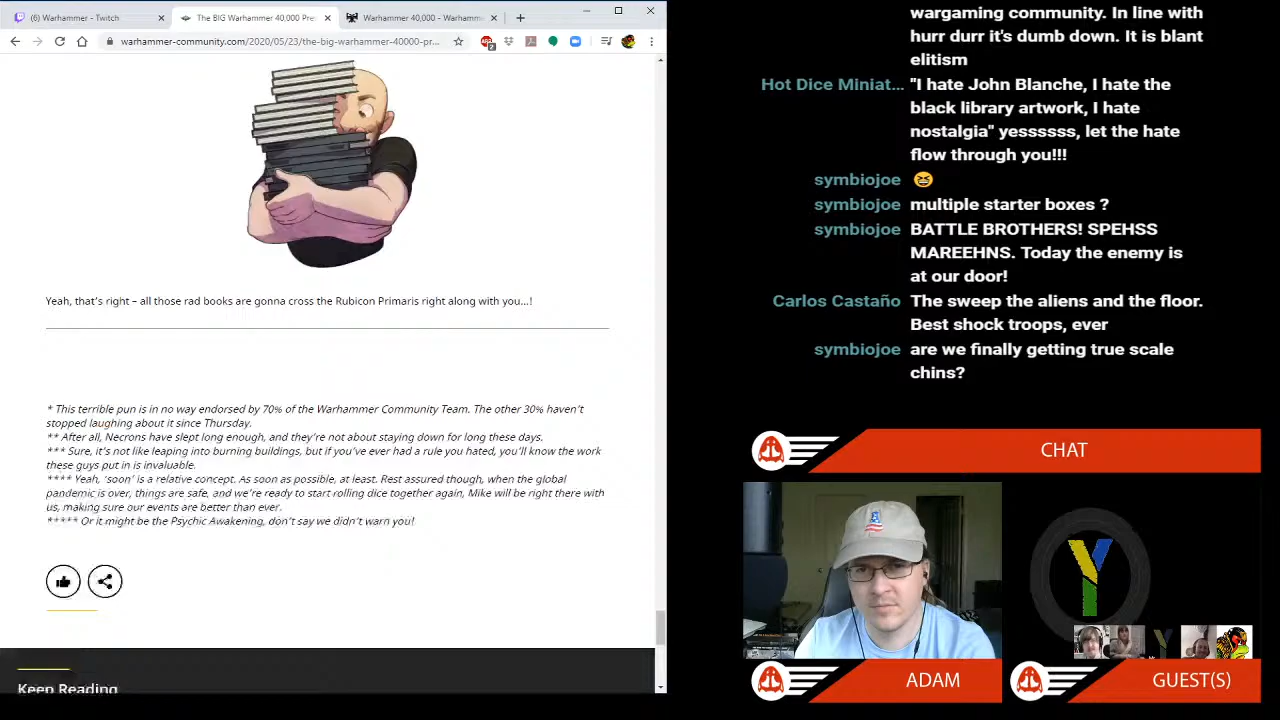 (6) Warhammer - Twitch
The BIG Warhammer 40,000 Pre
Warhammer 40,000 - Warhamm
warhammer-community.com/2020/05/23/the-big-warhammer-40000-pr...
Yeah, that's right – all those rad books are gonna cross the Rubicon Primaris right along with you...!
* This terrible pun is in no way endorsed by 70% of the Warhammer Community Team. The other 30% haven't
stopped laughing about it since Thursday.
** After all, Necrons have slept long enough, and they're not about staying down for long these days.
*** Sure, it's not like leaping into burning buildings, but if you've ever had a rule you hated, you'll know the work
these guys put in is invaluable.
**** Yeah, 'soon' is a relative concept. As soon as possible, at least. Rest assured though, when the global
pandemic is over, things are safe, and we're ready to start rolling dice together again, Mike will be right there with
us, making sure our events are better than ever.
***** Or it might be the Psychic Awakening, don't say we didn't warn you!
Keep Reading
wargaming community. In line with
hurr durr it's dumb down. It is blant
elitism
Hot Dice Miniat... "I hate John Blanche, I hate the
black library artwork, I hate
nostalgia" yessssss, let the hate
flow through you!!!
symbiojoe 😆
symbiojoe multiple starter boxes ?
symbiojoe BATTLE BROTHERS! SPEHSS
MAREEHNS. Today the enemy is
at our door!
Carlos Castaño The sweep the aliens and the floor.
Best shock troops, ever
symbiojoe are we finally getting true scale
chins?
CHAT
Y
ADAM
GUEST(S)